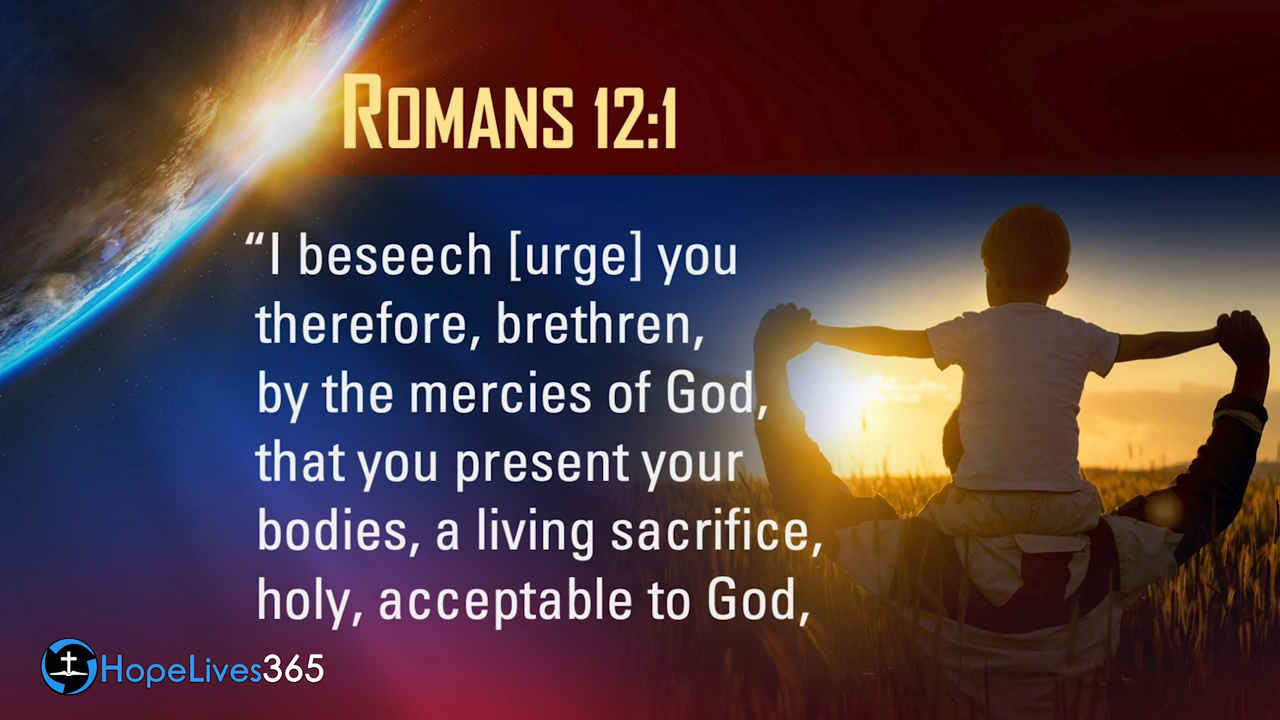 ROMANS 12:1
“I beseech [urge] you
therefore, brethren,
by the mercies of God,
that you present your
bodies, a living sacrifice,
holy, acceptable to God,
HopeLives365